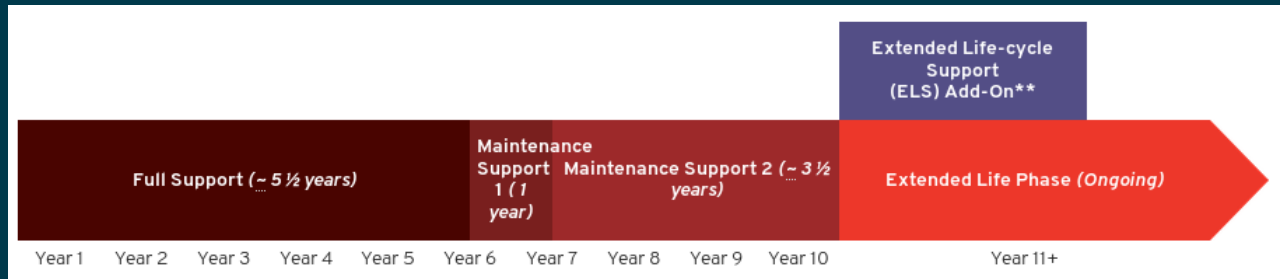 Extended Life-cycle
Support
(ELS) Add-On**
Full Support (~ 5 ½ years)
Maintenance
Support
1 ( 1
year)
Maintenance Support 2 (~ 3 ½
years)
Extended Life Phase (Ongoing)
Year 1 Year 2 Year 3 Year 4 Year 5 Year 6 Year 7 Year 8 Year 9 Year 10 Year 11+